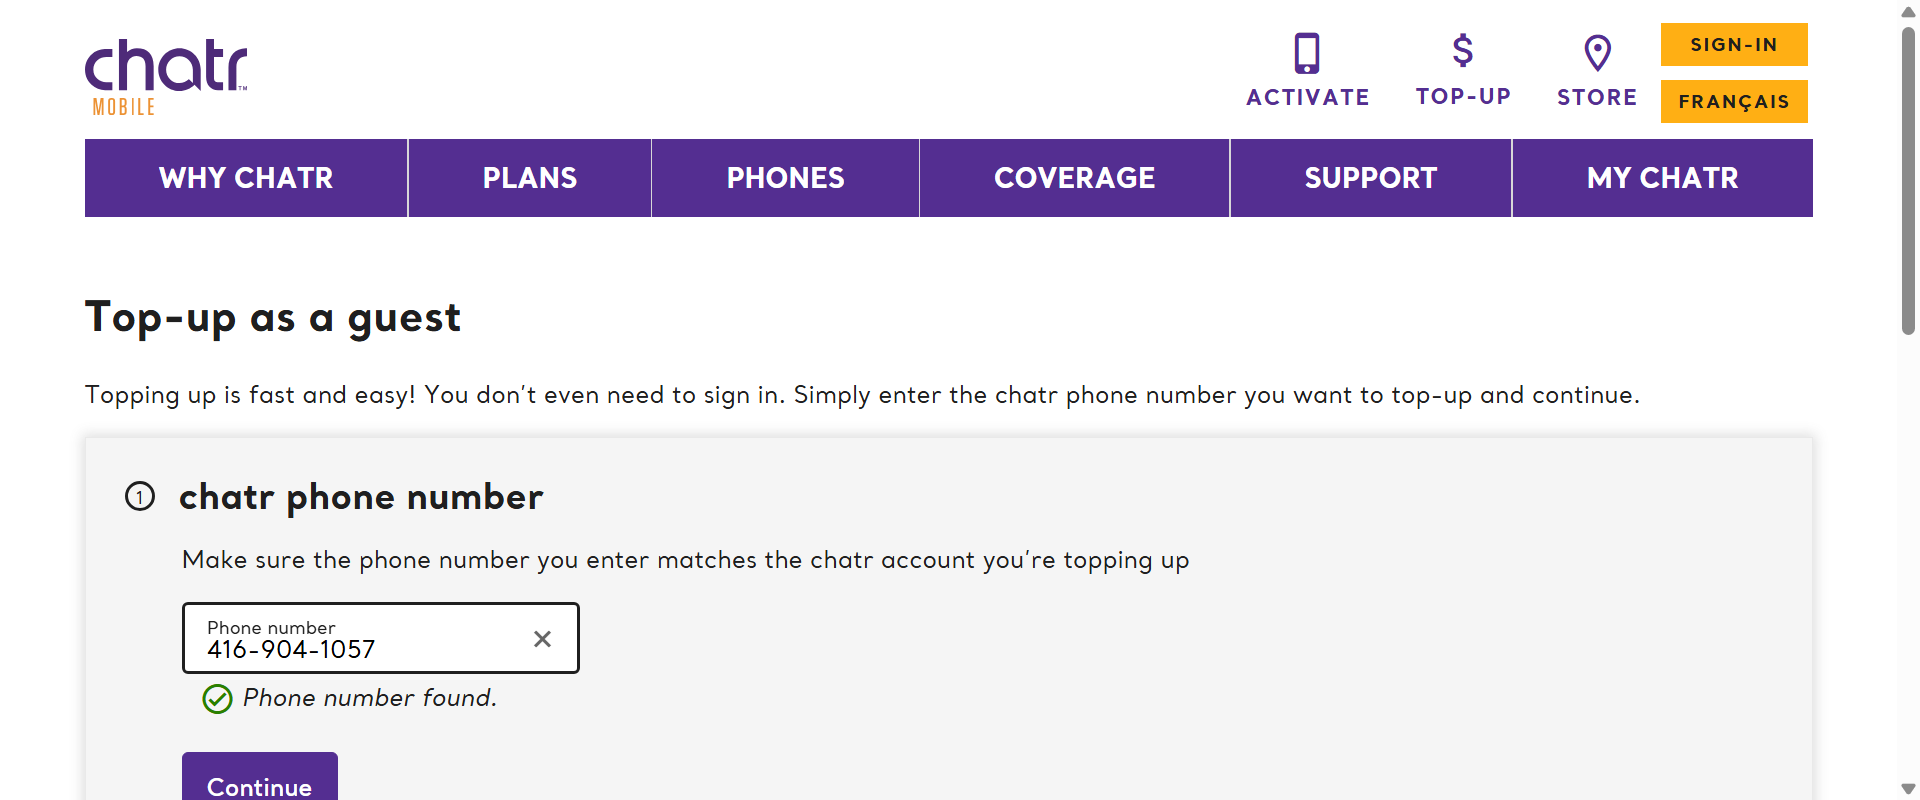 chatr™
MOBILE
ACTIVATE
TOP-UP
STORE
SIGN-IN
FRANÇAIS
WHY CHATR
PLANS
PHONES
COVERAGE
SUPPORT
MY CHATR
Top-up as a guest
Topping up is fast and easy! You don't even need to sign in. Simply enter the chatr phone number you want to top-up and continue.
1 chatr phone number
Make sure the phone number you enter matches the chatr account you're topping up
Phone number
416-904-1057
Phone number found.
Continue